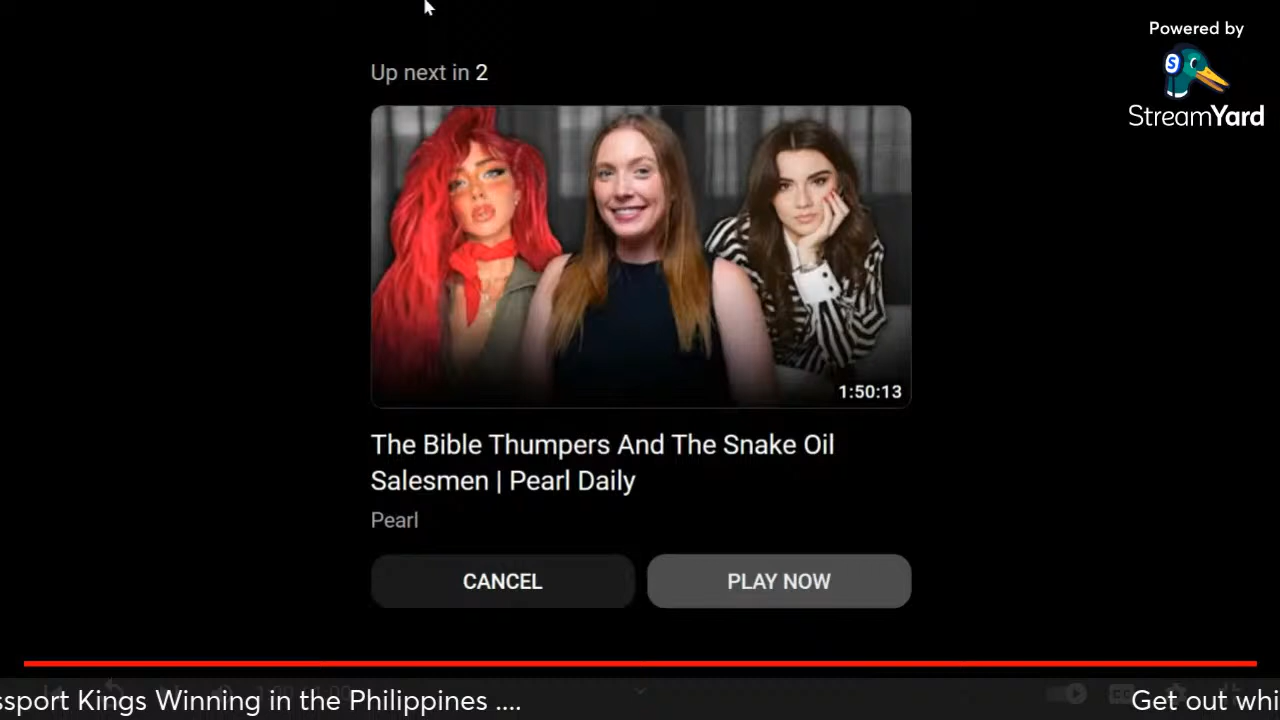 Powered by
StreamYard
Up next in 2
1:50:13
The Bible Thumpers And The Snake Oil
Salesmen | Pearl Daily
Pearl
CANCEL
PLAY NOW
ssport Kings Winning in the Philippines ....
Get out whi